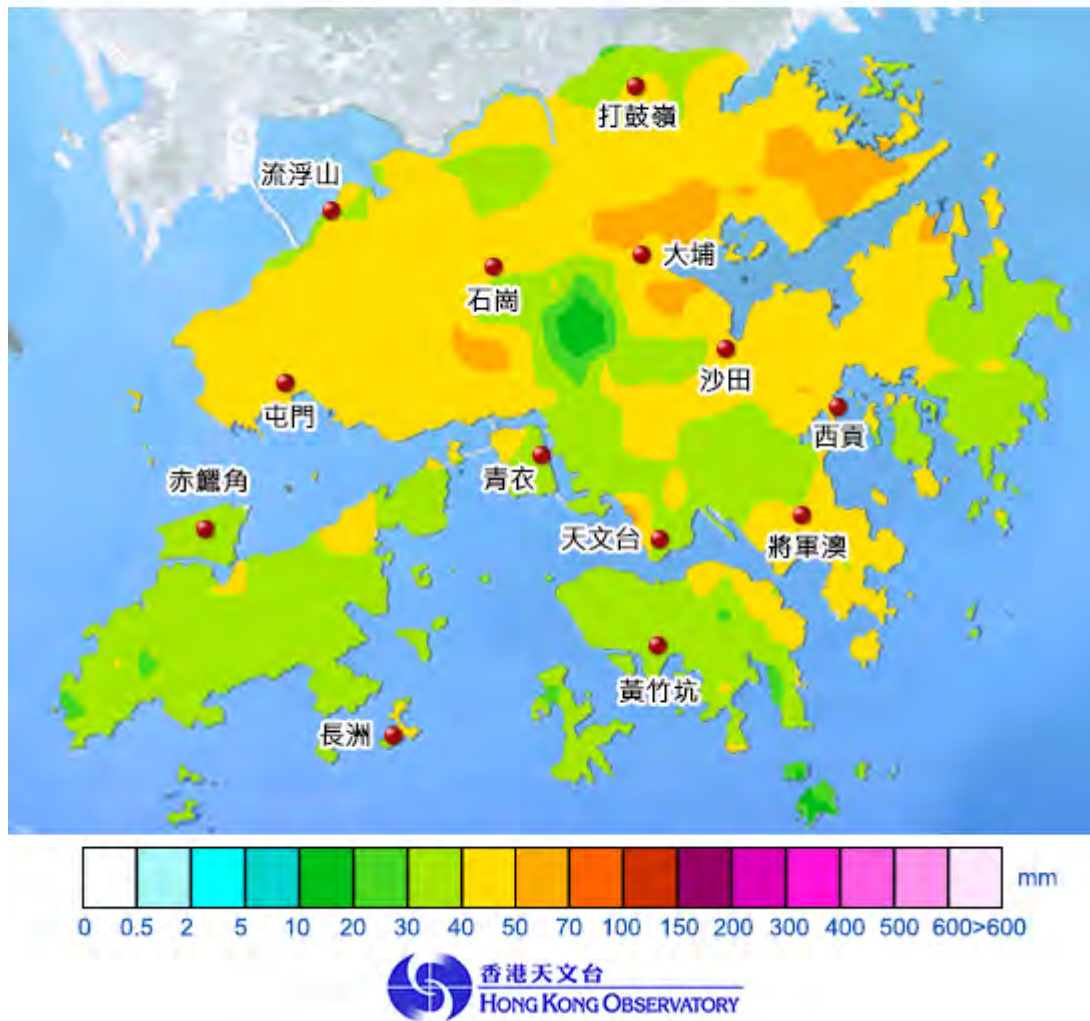 打鼓嶺
流浮山
大埔
石崗
沙田
屯門
西貢
青衣
赤鱲角
天文台
將軍澳
黃竹坑
長洲
mm
0 0.5 2 5 10 20 30 40 50 70 100 150 200 300 400 500 600>600
香港天文台
HONG KONG OBSERVATORY